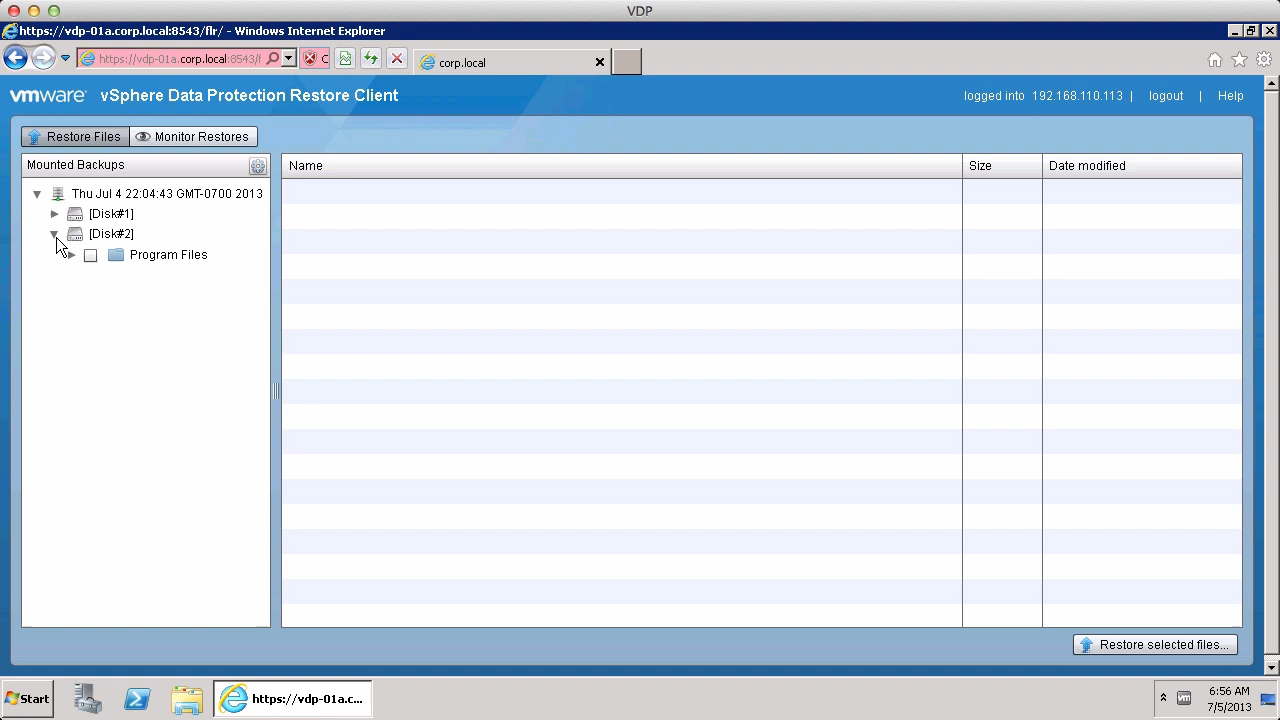 VDP
https://vdp-01a.corp.local:8543/flr/ - Windows Internet Explorer
https://vdp-01a.corp.local:8543/f
C
corp.local
vmware vSphere Data Protection Restore Client
logged into 192.168.110.113 | logout | Help
Restore Files
Monitor Restores
Mounted Backups
Name
Size
Date modified
Thu Jul 4 22:04:43 GMT-0700 2013
[Disk#1]
[Disk#2]
Program Files
Restore selected files...
Start
https://vdp-01a.c...
vm
6:56 AM
7/5/2013